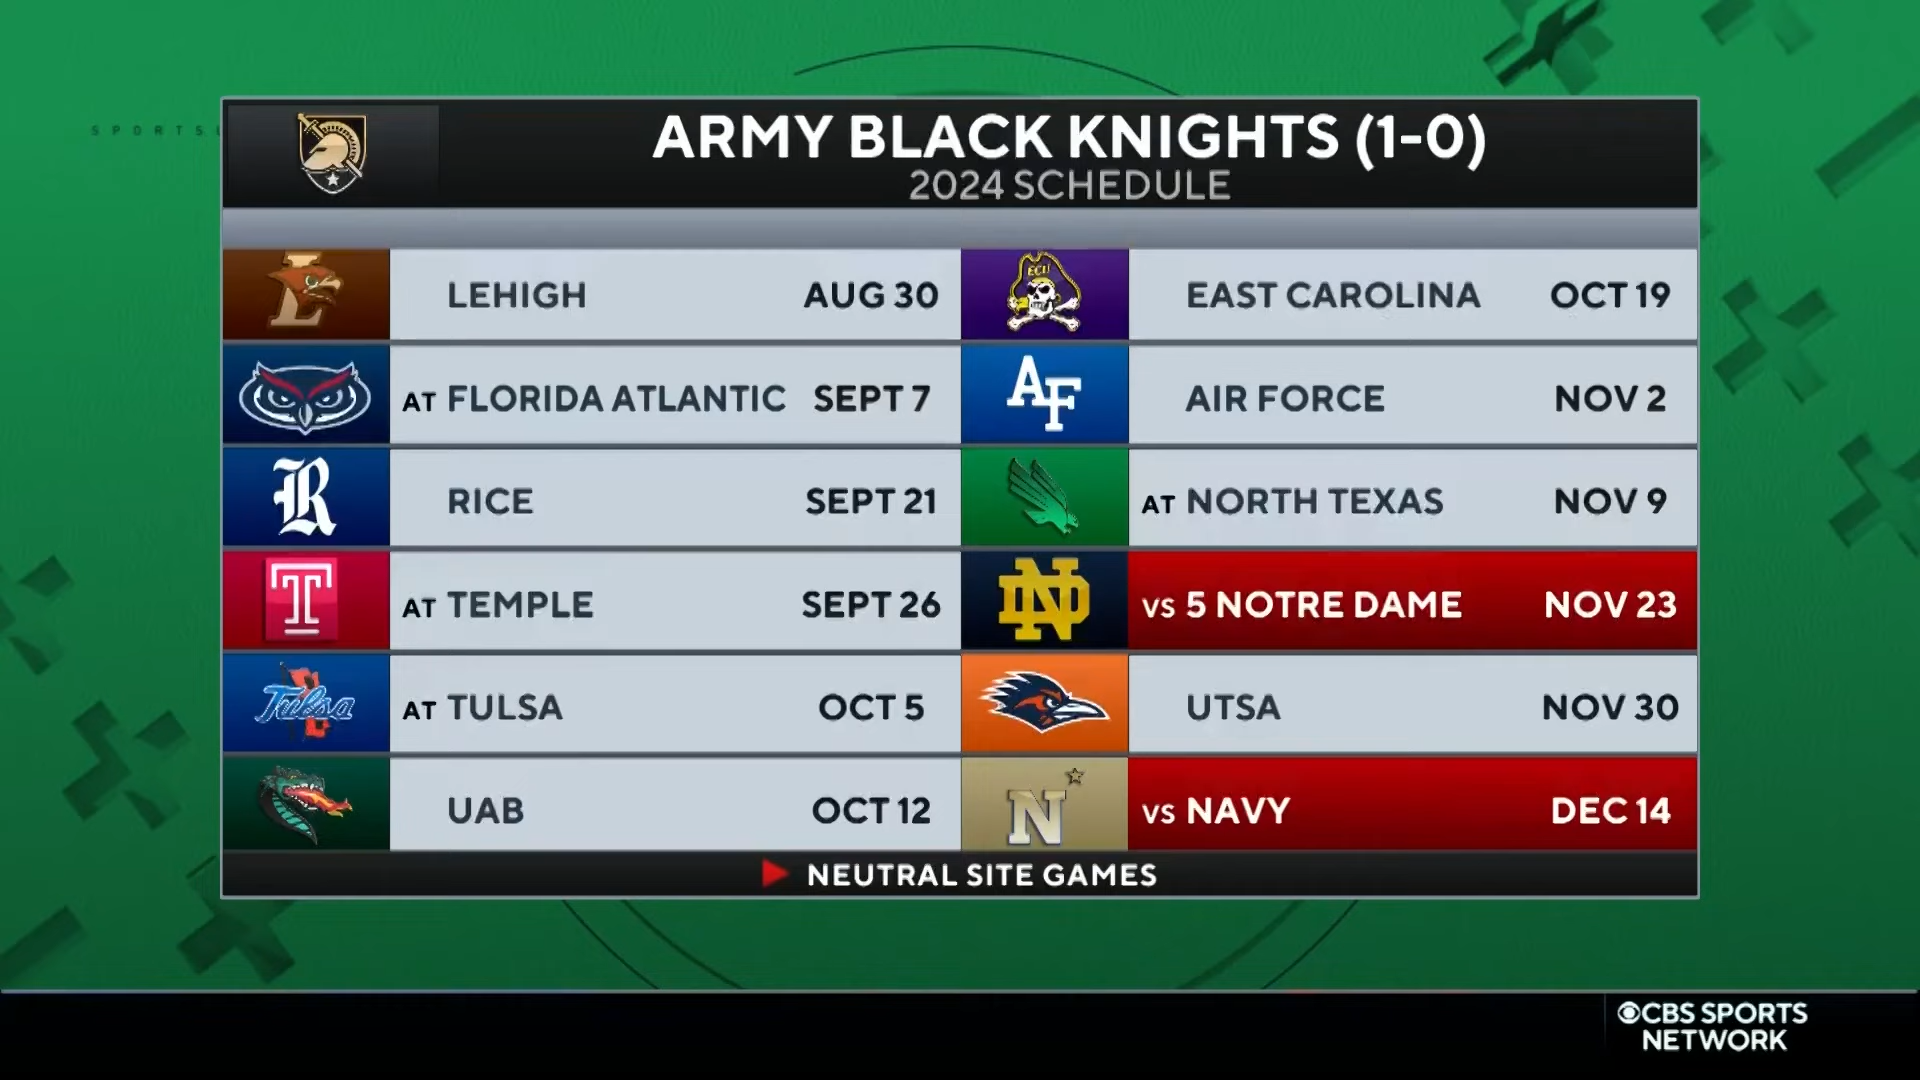 SPORTS
ARMY BLACK KNIGHTS (1-0)
2024 SCHEDULE
LEHIGH AUG 30
AT FLORIDA ATLANTIC SEPT 7
RICE SEPT 21
AT TEMPLE SEPT 26
AT TULSA OCT 5
UAB OCT 12
ECU EAST CAROLINA OCT 19
AF AIR FORCE NOV 2
AT NORTH TEXAS NOV 9
VS 5 NOTRE DAME NOV 23
UTSA NOV 30
N VS NAVY DEC 14
NEUTRAL SITE GAMES
CBS SPORTS
NETWORK